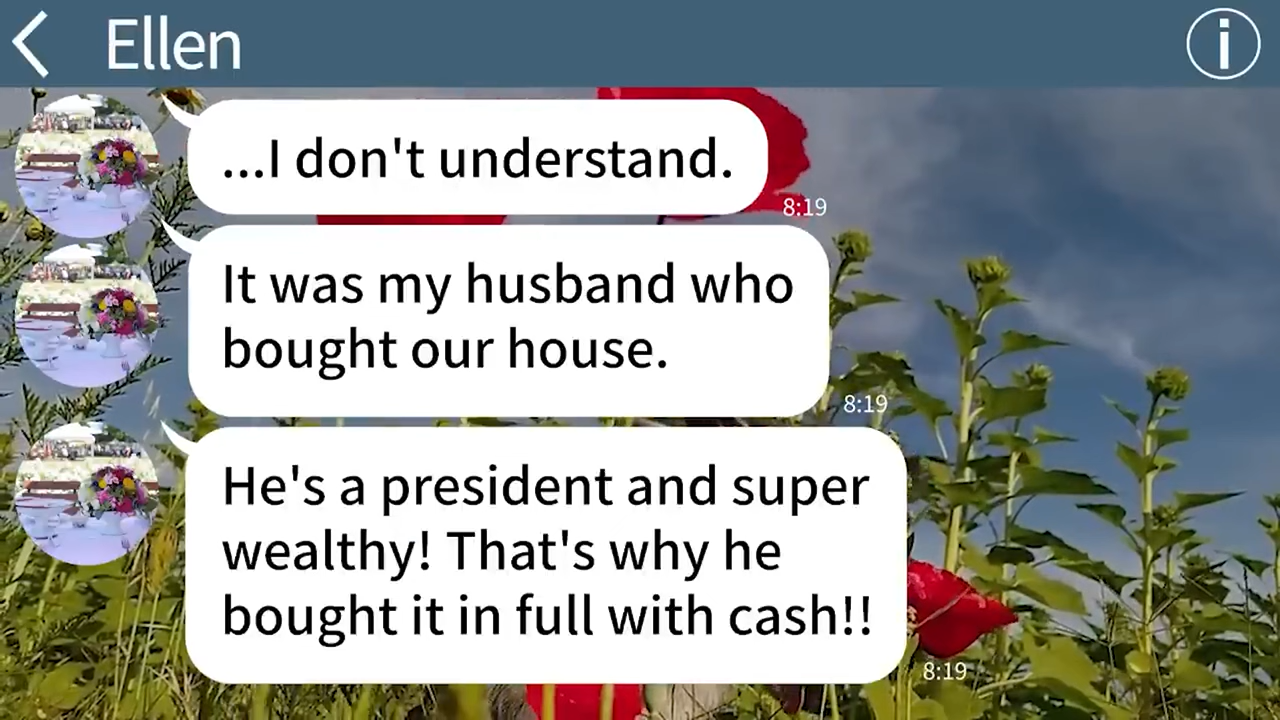 Ellen
...I don't understand.
8:19
It was my husband who
bought our house.
8:19
He's a president and super
wealthy! That's why he
bought it in full with cash!!
8:19